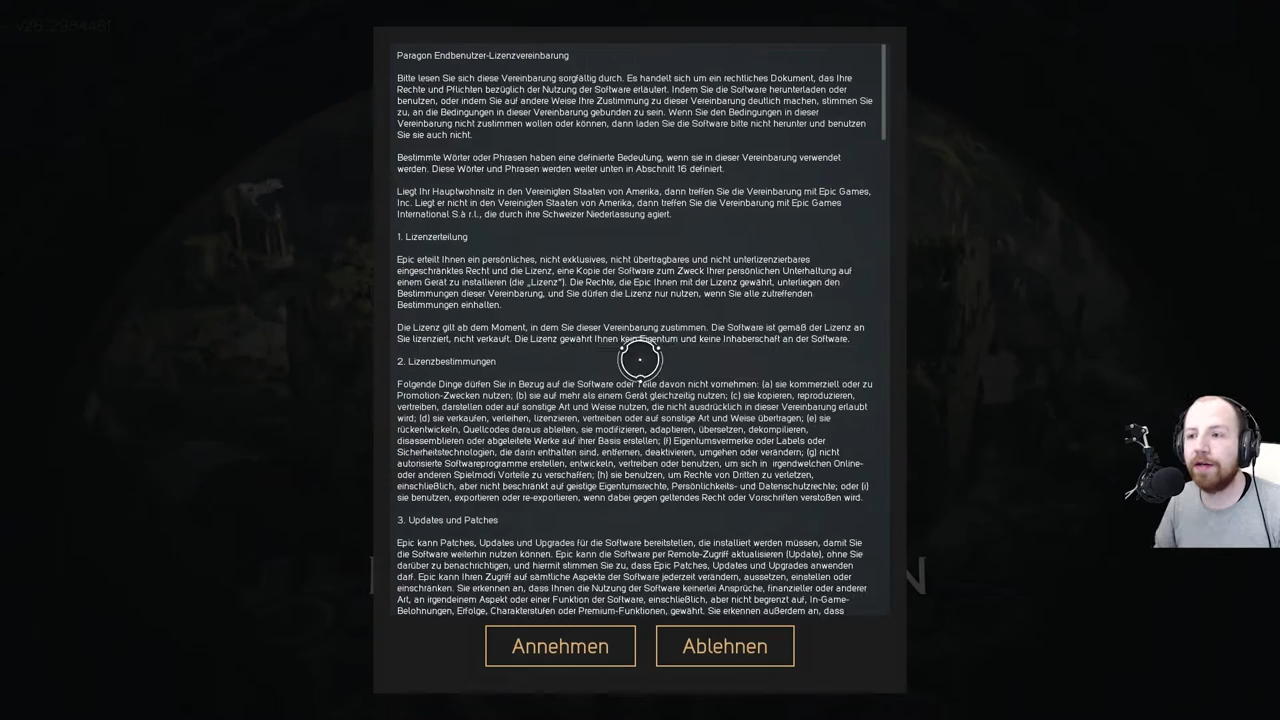 Paragon Endbenutzer-Lizenzvereinbarung
Bitte lesen Sie sich diese Vereinbarung sorgfältig durch. Es handelt sich um ein rechtliches Dokument, das Ihre
Rechte und Pflichten bezüglich der Nutzung der Software erläutert. Indem Sie die Software herunterladen oder
benutzen, oder indem Sie auf andere Weise Ihre Zustimmung zu dieser Vereinbarung deutlich machen, stimmen Sie
zu, an die Bedingungen in dieser Vereinbarung gebunden zu sein. Wenn Sie den Bedingungen in dieser
Vereinbarung nicht zustimmen wollen oder können, dann laden Sie die Software bitte nicht herunter und benutzen
Sie sie auch nicht.
Bestimmte Wörter oder Phrasen haben eine definierte Bedeutung, wenn sie in dieser Vereinbarung verwendet
werden. Diese Wörter und Phrasen werden weiter unten in Abschnitt 16 definiert.
Liegt Ihr Hauptwohnsitz in den Vereinigten Staaten von Amerika, dann treffen Sie die Vereinbarung mit Epic Games,
Inc. Liegt er nicht in den Vereinigten Staaten von Amerika, dann treffen Sie die Vereinbarung mit Epic Games
International S.à r.l., die durch ihre Schweizer Niederlassung agiert.
1. Lizenzerteilung
Epic erteilt Ihnen ein persönliches, nicht exklusives, nicht übertragbares und nicht unterlizenzierbares
eingeschränktes Recht und die Lizenz, eine Kopie der Software zum Zweck Ihrer persönlichen Unterhaltung auf
einem Gerät zu installieren (die „Lizenz"). Die Rechte, die Epic Ihnen mit der Lizenz gewährt, unterliegen den
Bestimmungen dieser Vereinbarung, und Sie dürfen die Lizenz nur nutzen, wenn Sie alle zutreffenden
Bestimmungen einhalten.
Die Lizenz gilt ab dem Moment, in dem Sie dieser Vereinbarung zustimmen. Die Software ist gemäß der Lizenz an
Sie lizenziert, nicht verkauft. Die Lizenz gewährt Ihnen kein Eigentum und keine Inhaberschaft an der Software.
2. Lizenzbestimmungen
Folgende Dinge dürfen Sie in Bezug auf die Software oder Teile davon nicht vornehmen: (a) sie kommerziell oder zu
Promotion-Zwecken nutzen; (b) sie auf mehr als einem Gerät gleichzeitig nutzen; (c) sie kopieren, reproduzieren,
vertreiben, darstellen oder auf sonstige Art und Weise nutzen, die nicht ausdrücklich in dieser Vereinbarung erlaubt
wird; (d) sie verkaufen, verleihen, lizenzieren, vertreiben oder auf sonstige Art und Weise übertragen; (e) sie
rückentwickeln, Quellcodes daraus ableiten, sie modifizieren, adaptieren, übersetzen, dekompilieren,
disassemblieren oder abgeleitete Werke auf ihrer Basis erstellen; (f) Eigentumsvermerke oder Labels oder
Sicherheitstechnologien, die darin enthalten sind, entfernen, deaktivieren, umgehen oder verändern; (g) nicht
autorisierte Softwareprogramme erstellen, entwickeln, vertreiben oder benutzen, um sich in irgendwelchen Online-
oder anderen Spielmodi Vorteile zu verschaffen; (h) sie benutzen, um Rechte von Dritten zu verletzen,
einschließlich, aber nicht beschränkt auf geistige Eigentumsrechte, Persönlichkeits- und Datenschutzrechte; oder (i)
sie benutzen, exportieren oder re-exportieren, wenn dabei gegen geltendes Recht oder Vorschriften verstoßen wird.
3. Updates und Patches
Epic kann Patches, Updates und Upgrades für die Software bereitstellen, die installiert werden müssen, damit Sie
die Software weiterhin nutzen können. Epic kann die Software per Remote-Zugriff aktualisieren (Update), ohne Sie
darüber zu benachrichtigen, und hiermit stimmen Sie zu, dass Epic Patches, Updates und Upgrades anwenden
darf. Epic kann Ihren Zugriff auf sämtliche Aspekte der Software jederzeit verändern, aussetzen, einstellen oder
einschränken. Sie erkennen an, dass Ihnen die Nutzung der Software keinerlei Ansprüche, finanzieller oder anderer
Art, an irgendeinem Aspekt oder einer Funktion der Software, einschließlich, aber nicht begrenzt auf, In-Game-
Belohnungen, Erfolge, Charakterstufen oder Premium-Funktionen, gewährt. Sie erkennen außerdem an, dass
Annehmen
Ablehnen